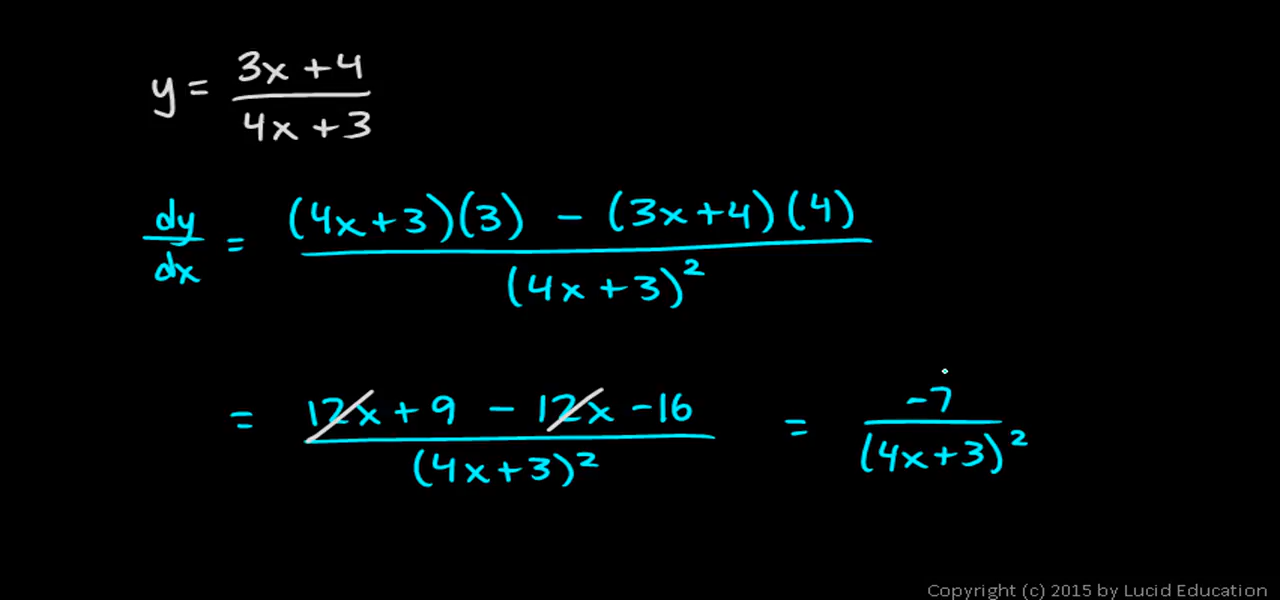 y = (3x + 4)/(4x + 3)
dy/dx = ((4x + 3)(3) - (3x + 4)(4))/(4x + 3)²
= (12x + 9 - 12x - 16)/(4x + 3)² = -7/(4x + 3)²
Copyright (c) 2015 by Lucid Education